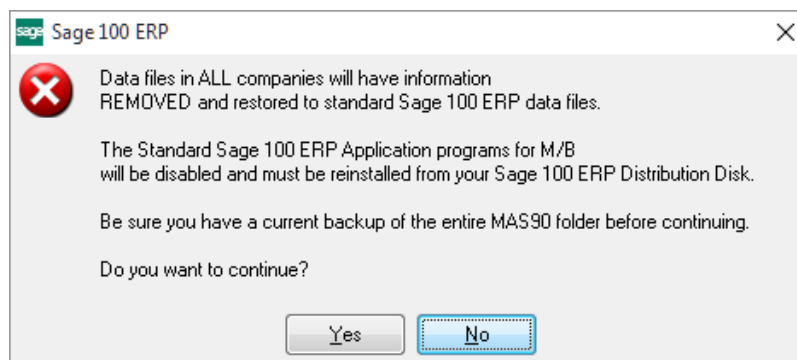 sage Sage 100 ERP
Data files in ALL companies will have information
REMOVED and restored to standard Sage 100 ERP data files.
The Standard Sage 100 ERP Application programs for M/B
will be disabled and must be reinstalled from your Sage 100 ERP Distribution Disk.
Be sure you have a current backup of the entire MAS90 folder before continuing.
Do you want to continue?
Yes No